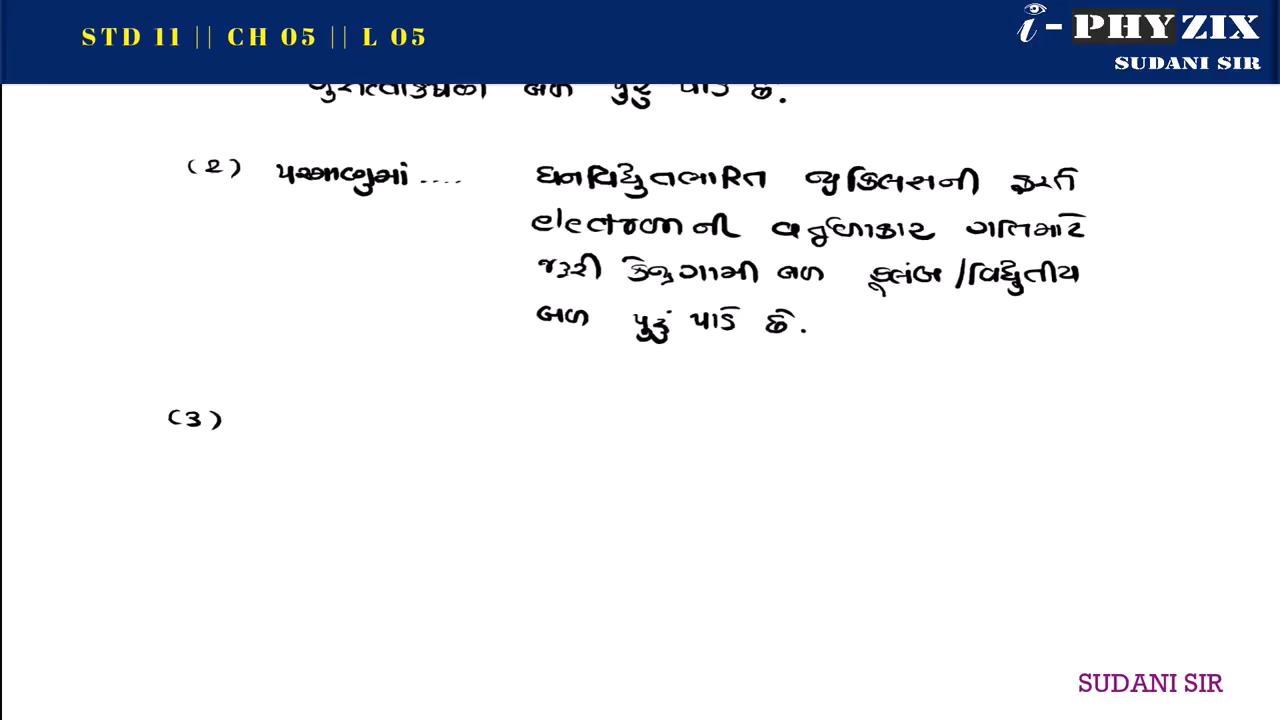 STD 11 || CH 05 || L 05
i-PHYZIX
SUDANI SIR
બળ પુરું પાડે છે.
(૨) પરમાણુમાં .... ધનવિદ્યુતભારિત ન્યુક્લિયસની ફરતે
electronની વર્તુળાકાર ગતિમાટે
જરૂરી કેન્દ્રગામી બળ કૂલંબ/વિદ્યુતીય
બળ પુરું પાડે છે.
(૩)
SUDANI SIR